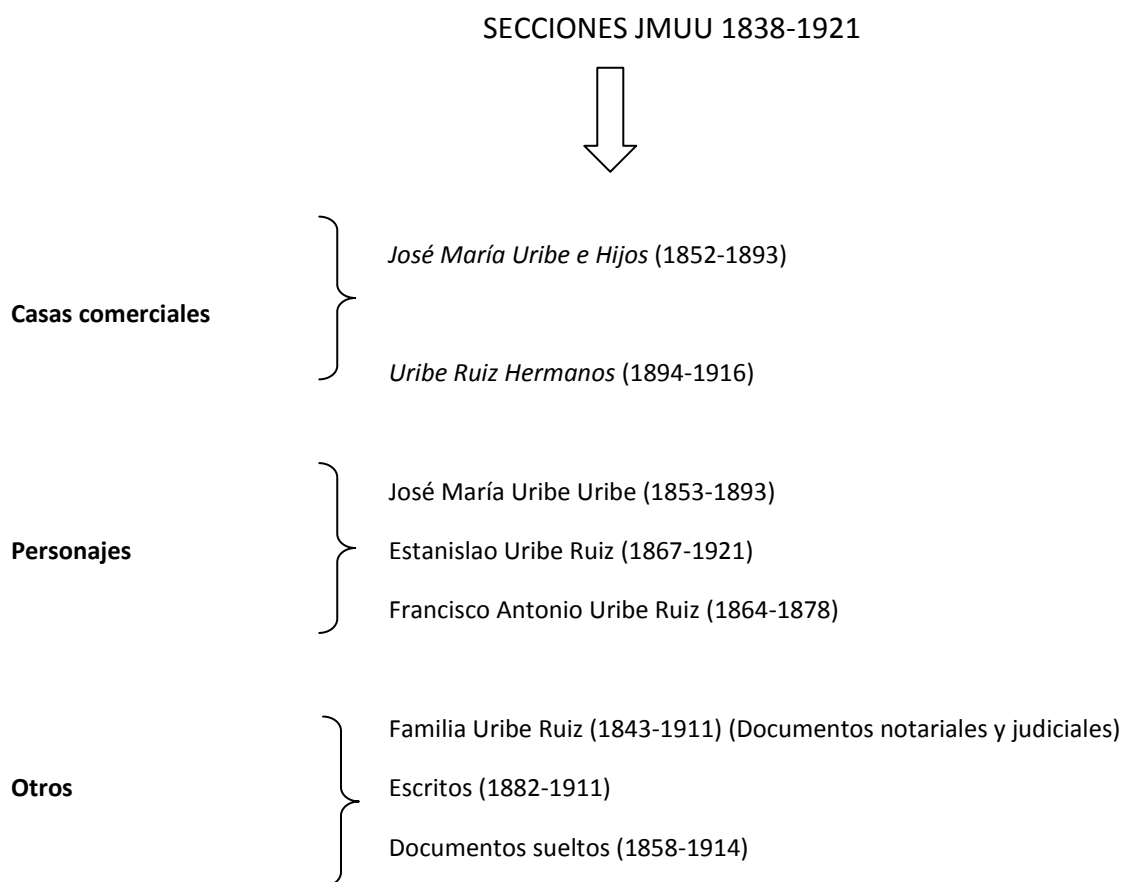 SECCIONES JMUU 1838-1921
José María Uribe e Hijos (1852-1893)
Casas comerciales
Uribe Ruiz Hermanos (1894-1916)
José María Uribe Uribe (1853-1893)
Personajes
Estanislao Uribe Ruiz (1867-1921)
Francisco Antonio Uribe Ruiz (1864-1878)
Familia Uribe Ruiz (1843-1911) (Documentos notariales y judiciales)
Otros
Escritos (1882-1911)
Documentos sueltos (1858-1914)